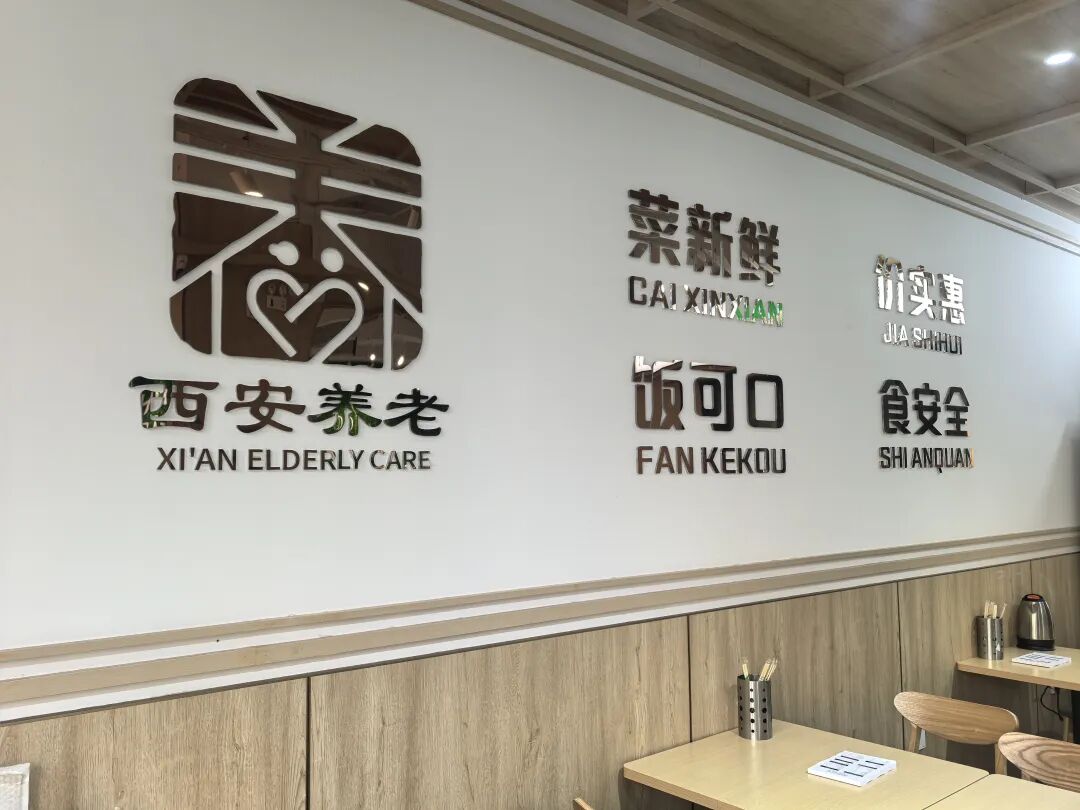 西安养老
XI'AN ELDERLY CARE
菜新鲜
CAI XINXIAN
饭可口
FAN KEKOU
价实惠
JIA SHIHUI
食安全
SHI ANQUAN